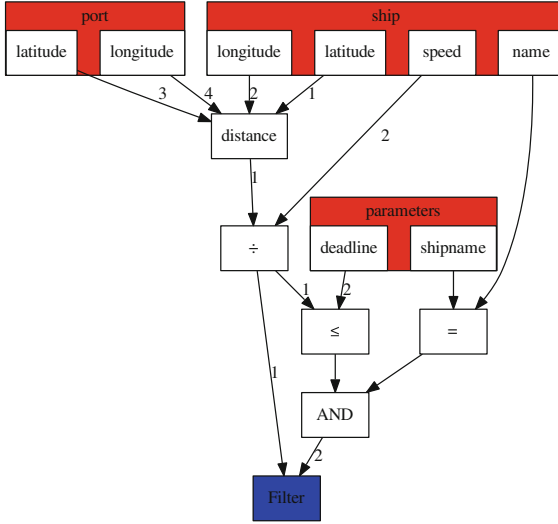 port ship
latitude longitude longitude latitude speed name
3 4 2 1
distance
2
1
parameters
÷ deadline shipname
1 2
≤ =
1
AND
2
Filter